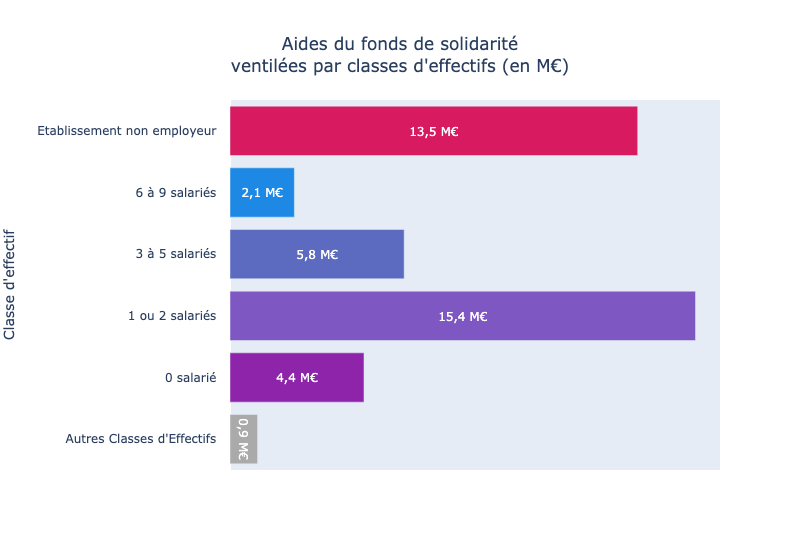 Aides du fonds de solidarité
ventilées par classes d'effectifs (en M€)
Classe d'effectif
Etablissement non employeur
13,5 M€
6 à 9 salariés
2,1 M€
3 à 5 salariés
5,8 M€
1 ou 2 salariés
15,4 M€
0 salarié
4,4 M€
Autres Classes d'Effectifs
0,9 M€